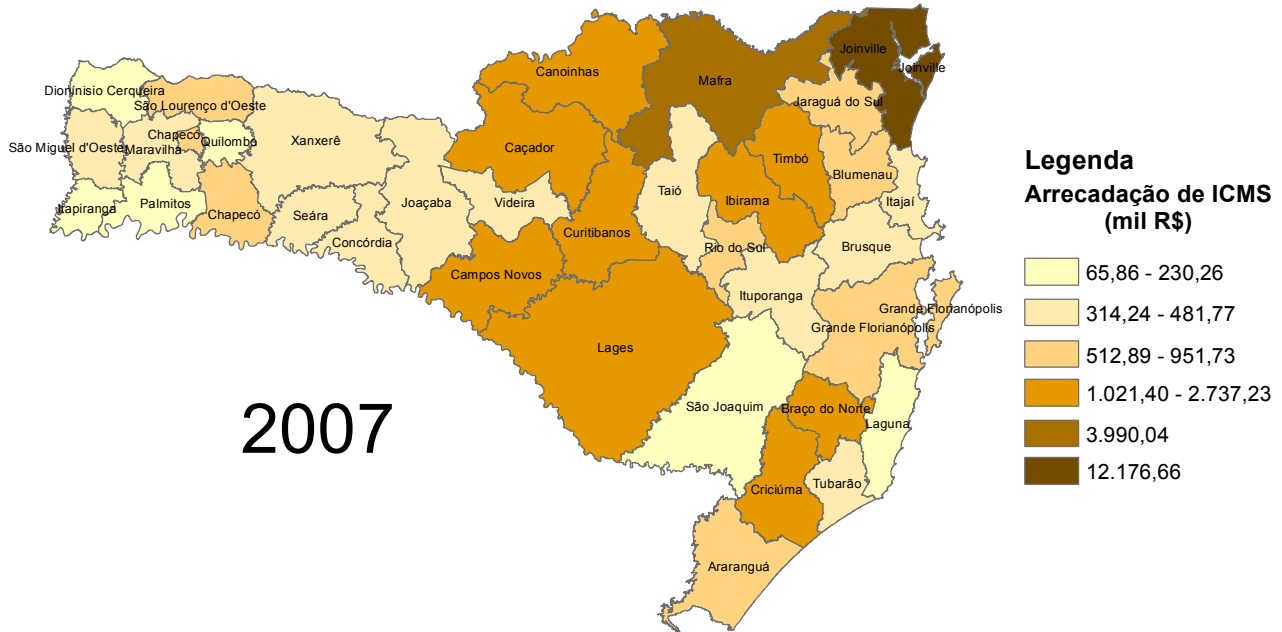 Canoinhas
Mafra
Joinville
Joinville
Dionínisio Cerqueira
São Lourenço d'Oeste
Jaraguá do Sul
São Miguel d'Oeste
Maravilha
Chapecó
Quilombo
Xanxerê
Caçador
Timbó
Blumenau
Itapiranga
Palmitos
Chapecó
Seára
Concórdia
Joaçaba
Videira
Taió
Ibirama
Itajaí
Curitibanos
Rio do Sul
Brusque
Campos Novos
Ituporanga
Grande Florianópolis
Grande Florianópolis
Lages
São Joaquim
Braço do Norte
Laguna
Criciúma
Tubarão
Araranguá
2007
Legenda
Arrecadação de ICMS
(mil R$)
65,86 - 230,26
314,24 - 481,77
512,89 - 951,73
1.021,40 - 2.737,23
3.990,04
12.176,66